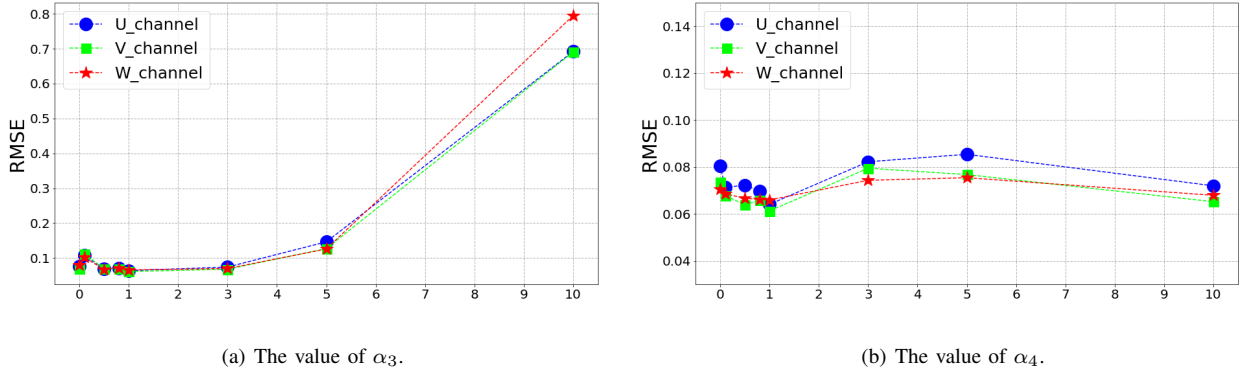 RMSE
0.8
0.7
0.6
0.5
0.4
0.3
0.2
0.1
U_channel
V_channel
W_channel
0 1 2 3 4 5 6 7 8 9 10
(a) The value of α₃.
RMSE
0.14
0.12
0.10
0.08
0.06
0.04
U_channel
V_channel
W_channel
0 1 2 3 4 5 6 7 8 9 10
(b) The value of α₄.